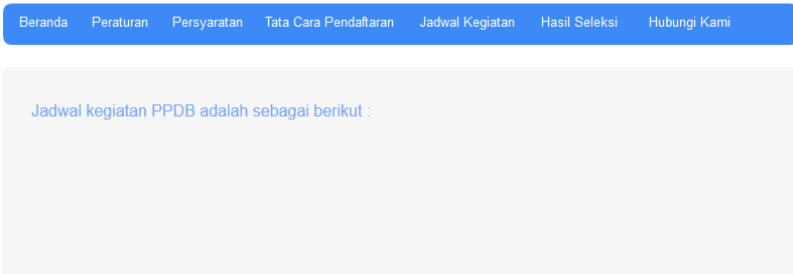 Beranda Peraturan Persyaratan Tata Cara Pendaftaran Jadwal Kegiatan Hasil Seleksi Hubungi Kami
Jadwal kegiatan PPDB adalah sebagai berikut :